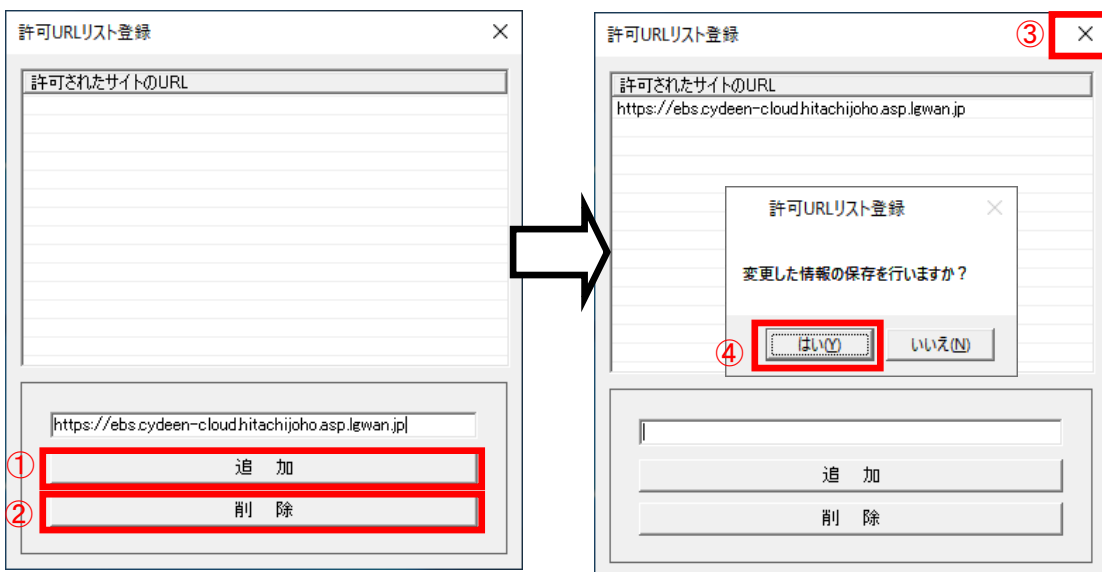 許可URLリスト登録
許可されたサイトのURL
https://ebs.cydeen-cloud.hitachijoho.asp.lgwan.jp
① 追 加
② 削 除
許可URLリスト登録 ③
許可されたサイトのURL
https://ebs.cydeen-cloud.hitachijoho.asp.lgwan.jp
許可URLリスト登録
変更した情報の保存を行いますか?
④ はい(Y) いいえ(N)
追 加
削 除